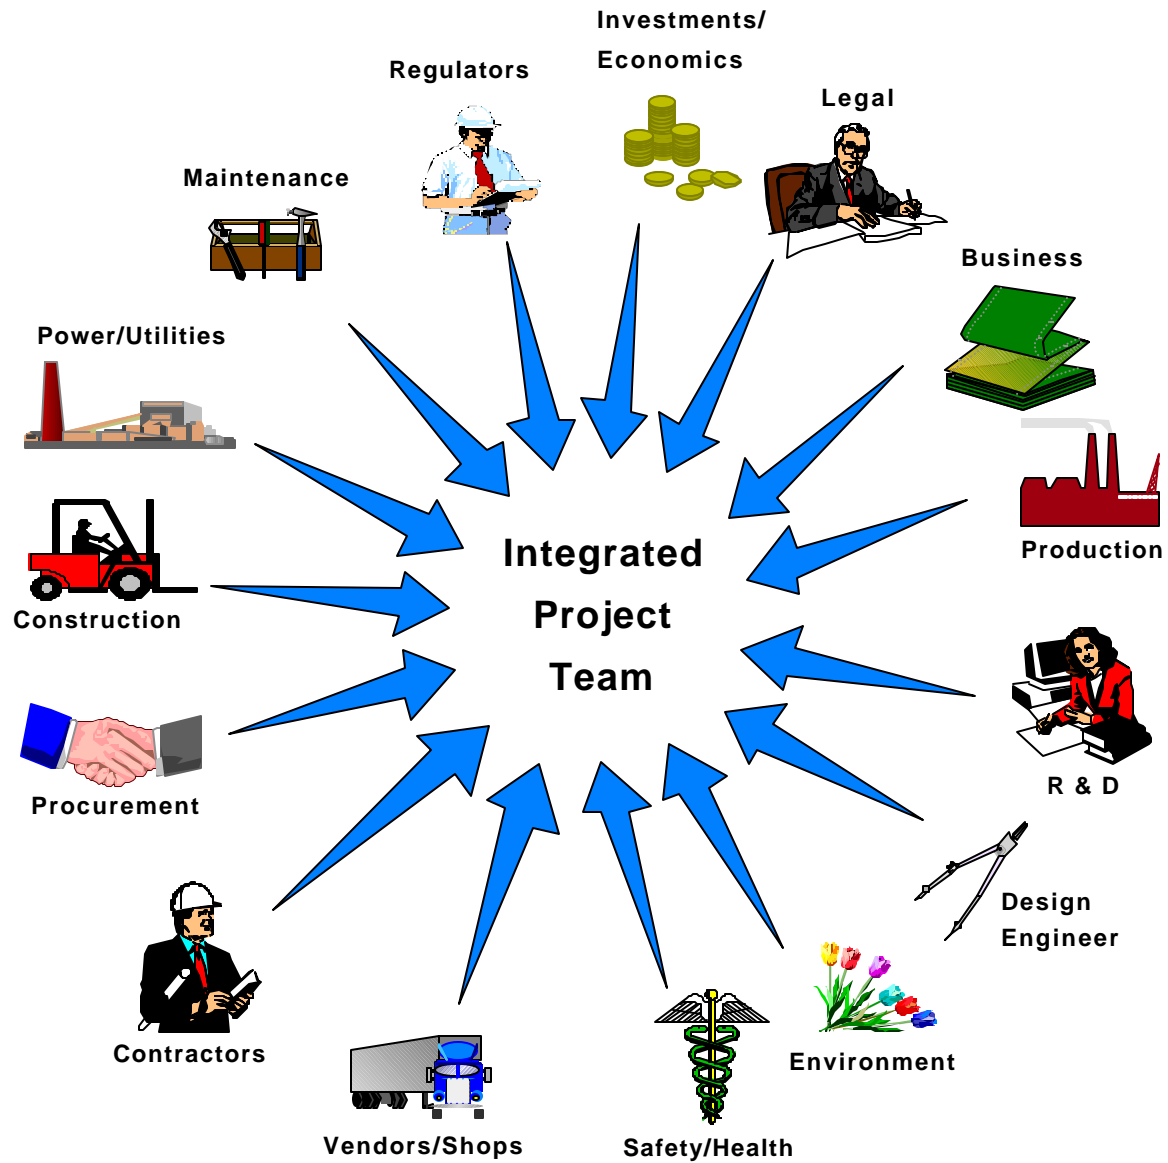 Investments/
Economics
Regulators
Legal
Maintenance
Business
Power/Utilities
Production
Integrated
Project
Team
Construction
R & D
Procurement
Design
Engineer
Contractors
Environment
Vendors/Shops
Safety/Health